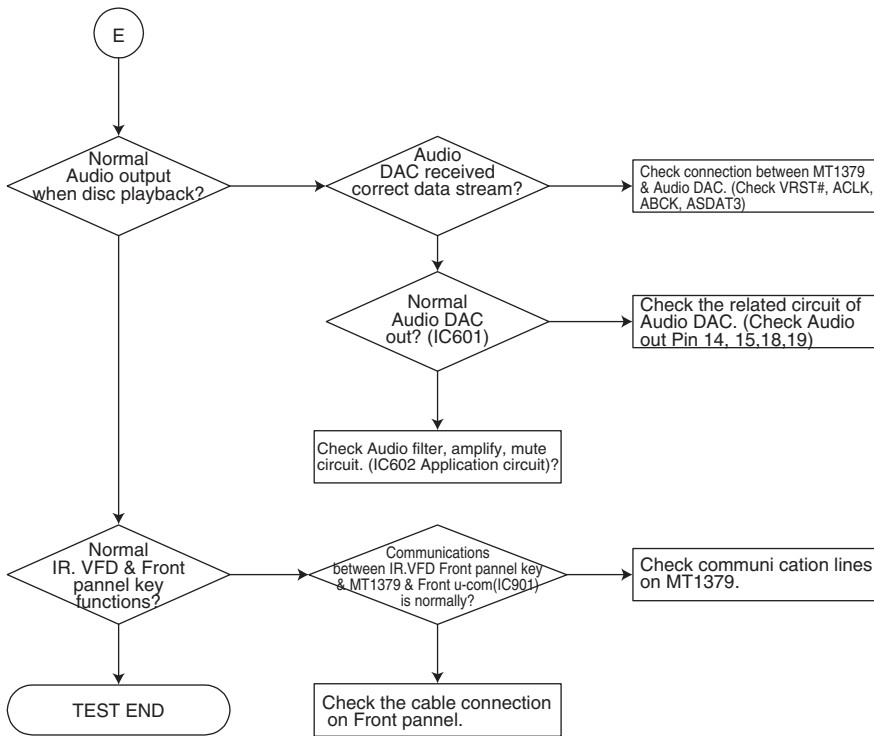 E
Normal
Audio output
when disc playback?
Audio
DAC received
correct data stream?
Check connection between MT1379
& Audio DAC. (Check VRST#, ACLK,
ABCK, ASDAT3)
Normal
Audio DAC
out? (IC601)
Check the related circuit of
Audio DAC. (Check Audio
out Pin 14, 15,18,19)
Check Audio filter, amplify, mute
circuit. (IC602 Application circuit)?
Normal
IR. VFD & Front
pannel key
functions?
Communications
between IR.VFD Front pannel key
& MT1379 & Front u-com(IC901)
is normally?
Check communi cation lines
on MT1379.
TEST END
Check the cable connection
on Front pannel.